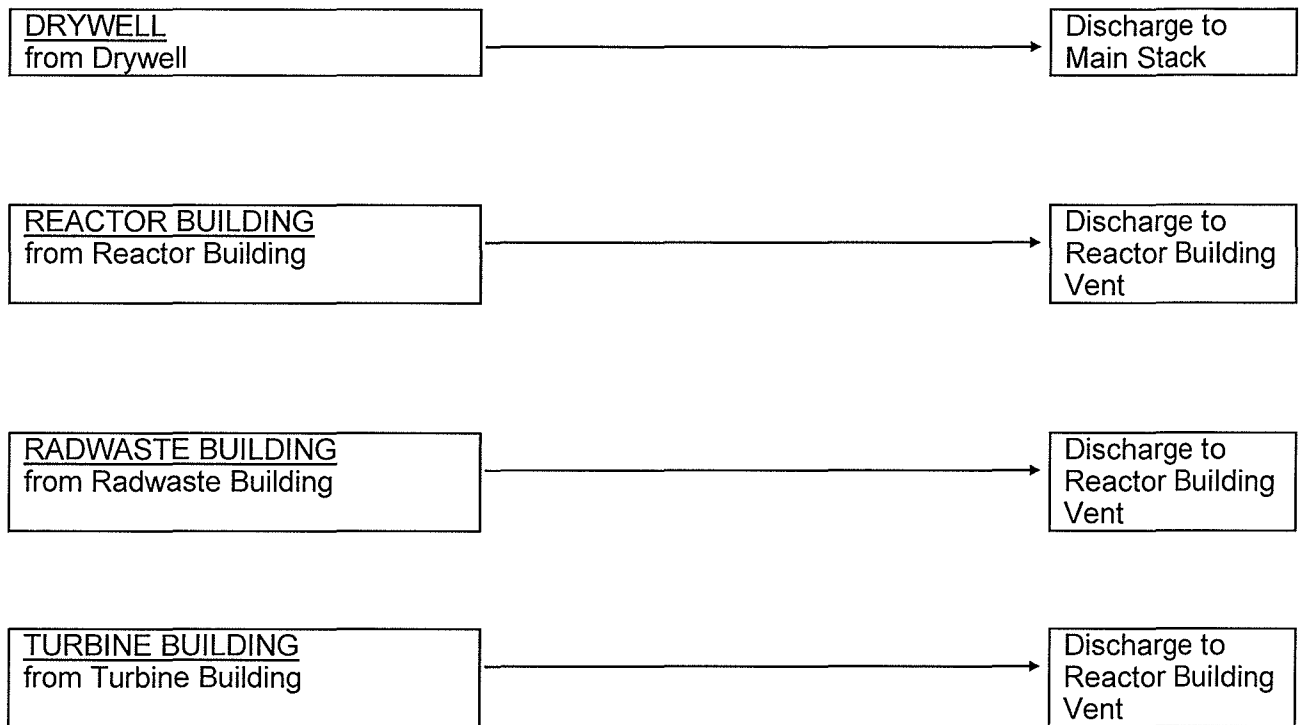 DRYWELL
from Drywell
Discharge to
Main Stack
REACTOR BUILDING
from Reactor Building
Discharge to
Reactor Building
Vent
RADWASTE BUILDING
from Radwaste Building
Discharge to
Reactor Building
Vent
TURBINE BUILDING
from Turbine Building
Discharge to
Reactor Building
Vent